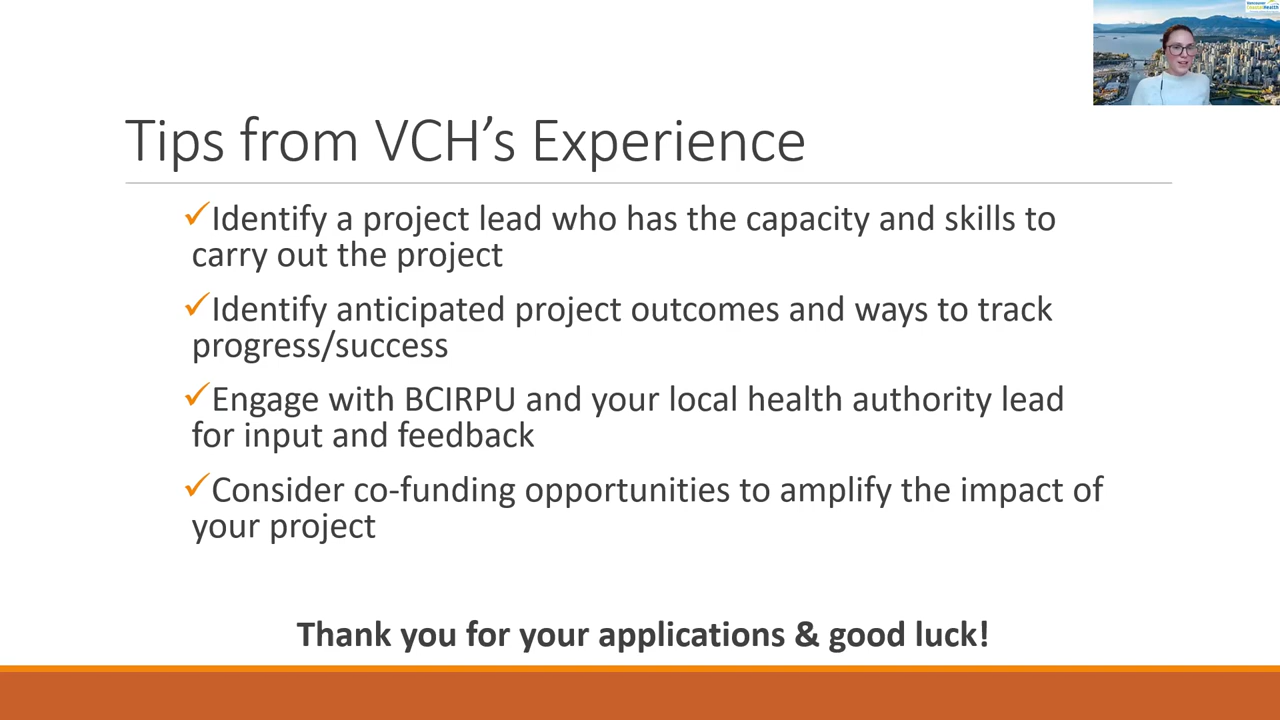 Vancouver
CoastalHealth
Tips from VCH's Experience
✓Identify a project lead who has the capacity and skills to
carry out the project
✓Identify anticipated project outcomes and ways to track
progress/success
✓Engage with BCIRPU and your local health authority lead
for input and feedback
✓Consider co-funding opportunities to amplify the impact of
your project
Thank you for your applications & good luck!